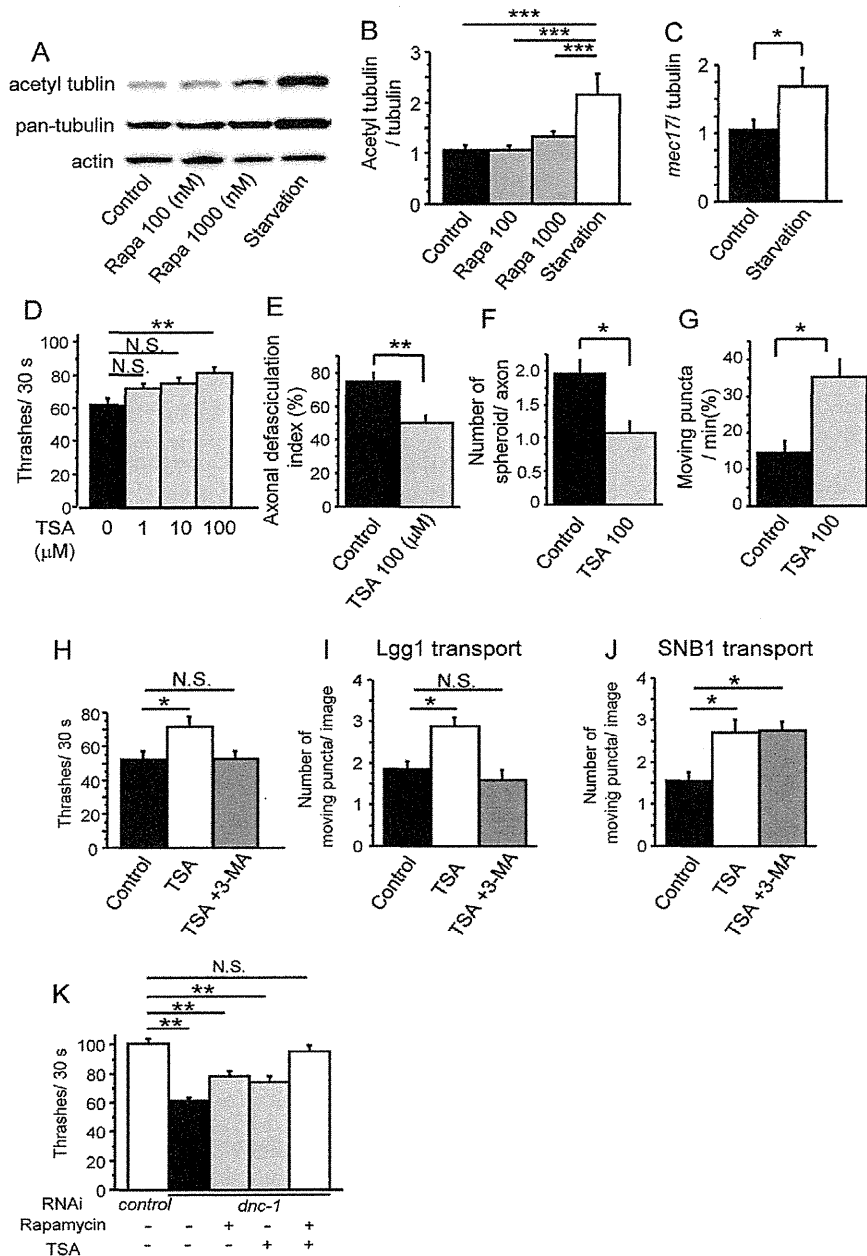 A
acetyl tublin
pan-tubulin
actin
Control
Rapa 100 (nM)
Rapa 1000 (nM)
Starvation
B
***
***
***
Acetyl tubulin
/ tubulin
3
2
1
0
Control
Rapa 100
Rapa 1000
Starvation
C
*
mec17/ tubulin
2
1
0
Control
Starvation
D
**
N.S.
N.S.
Thrashes/ 30 s
100
80
60
40
20
0
TSA
(μM)
0 1 10 100
E
**
Axonal defasciculation
index (%)
80
60
40
20
0
Control
TSA 100 (μM)
F
*
Number of
spheroid/ axon
2.0
1.5
1.0
0.5
0
Control
TSA 100
G
*
Moving puncta
/ min(%)
40
30
20
10
0
Control
TSA 100
H
N.S.
*
Thrashes/ 30 s
80
60
40
20
0
Control
TSA
TSA +3-MA
I
Lgg1 transport
N.S.
*
Number of
moving puncta/ image
4
3
2
1
0
Control
TSA
TSA +3-MA
J
SNB1 transport
*
*
Number of
moving puncta/ image
4
3
2
1
0
Control
TSA
TSA +3-MA
K
N.S.
**
**
**
Thrashes/ 30 s
100
80
60
40
20
0
RNAi control dnc-1
Rapamycin - - + - +
TSA - - - + +